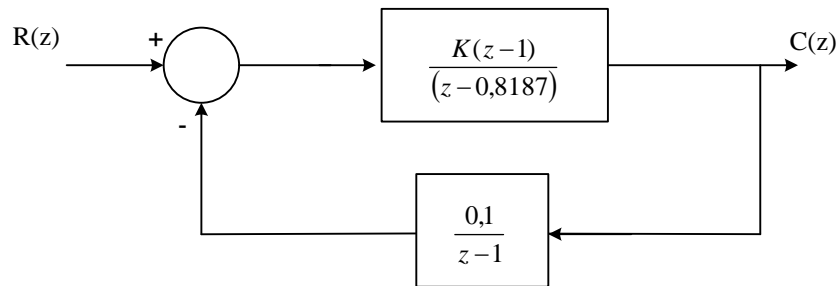 R(z)
+
K(z−1)
(z−0,8187)
C(z)
-
0,1
z−1